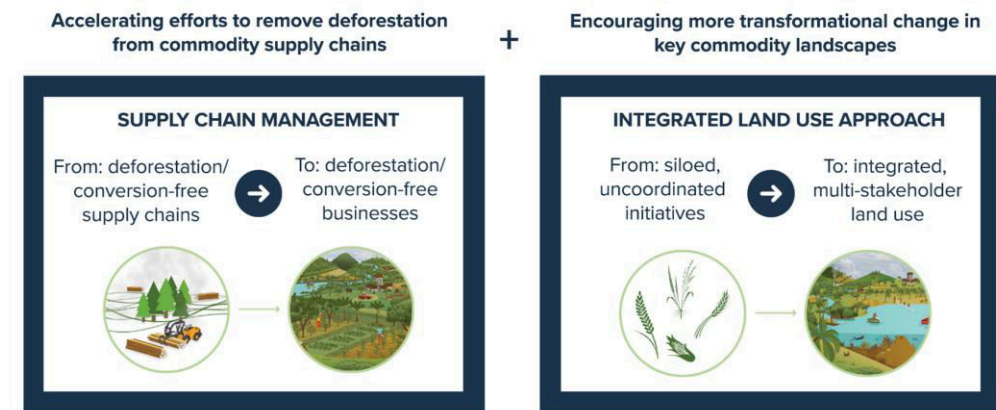 Accelerating efforts to remove deforestation
from commodity supply chains
+
Encouraging more transformational change in
key commodity landscapes
SUPPLY CHAIN MANAGEMENT
From: deforestation/
conversion-free
supply chains
To: deforestation/
conversion-free
businesses
INTEGRATED LAND USE APPROACH
From: siloed,
uncoordinated
initiatives
To: integrated,
multi-stakeholder
land use